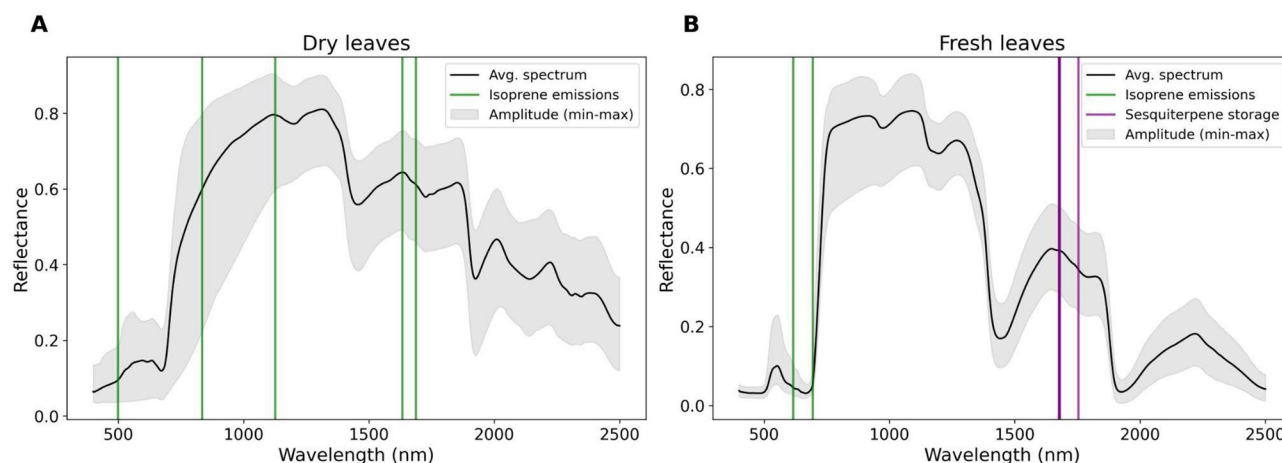 A
Dry leaves
Avg. spectrum
Isoprene emissions
Amplitude (min-max)
0.8
0.6
0.4
0.2
0.0
Reflectance
500
1000
1500
2000
2500
Wavelength (nm)
B
Fresh leaves
Avg. spectrum
Isoprene emissions
Sesquiterpene storage
Amplitude (min-max)
0.8
0.6
0.4
0.2
0.0
Reflectance
500
1000
1500
2000
2500
Wavelength (nm)